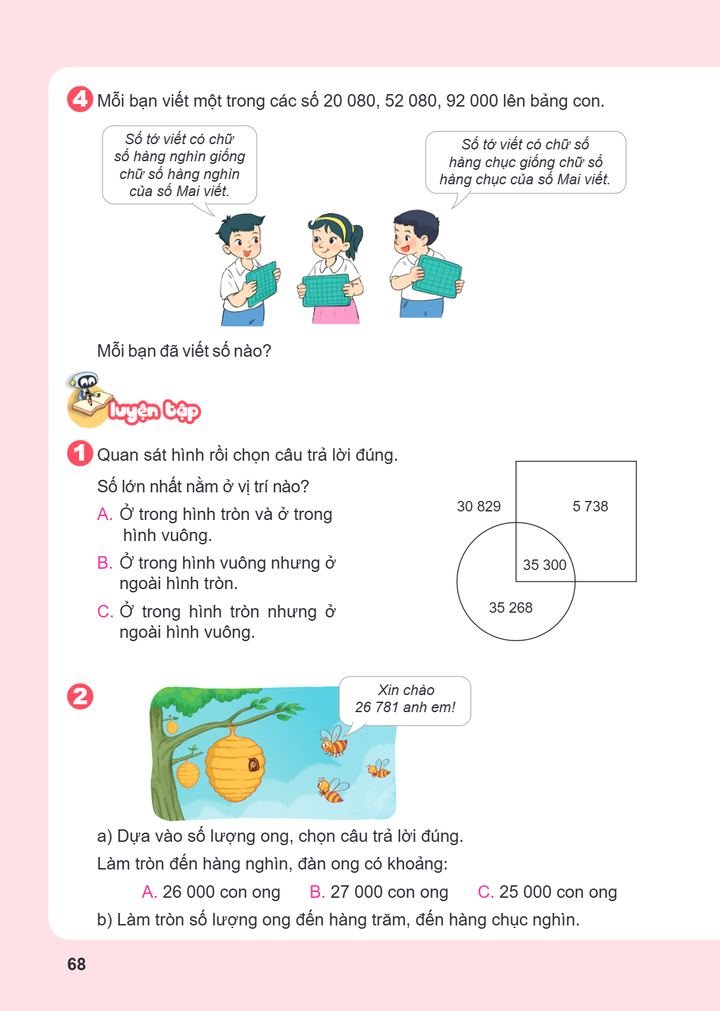 4 Mỗi bạn viết một trong các số 20 080, 52 080, 92 000 lên bảng con.
Số tớ viết có chữ
số hàng nghìn giống
chữ số hàng nghìn
của số Mai viết.
Số tớ viết có chữ số
hàng chục giống chữ số
hàng chục của số Mai viết.
Mỗi bạn đã viết số nào?
luyện tập
1 Quan sát hình rồi chọn câu trả lời đúng.
Số lớn nhất nằm ở vị trí nào?
A. Ở trong hình tròn và ở trong
hình vuông.
B. Ở trong hình vuông nhưng ở
ngoài hình tròn.
C. Ở trong hình tròn nhưng ở
ngoài hình vuông.
30 829
5 738
35 300
35 268
2
Xin chào
26 781 anh em!
a) Dựa vào số lượng ong, chọn câu trả lời đúng.
Làm tròn đến hàng nghìn, đàn ong có khoảng:
A. 26 000 con ong B. 27 000 con ong C. 25 000 con ong
b) Làm tròn số lượng ong đến hàng trăm, đến hàng chục nghìn.
68